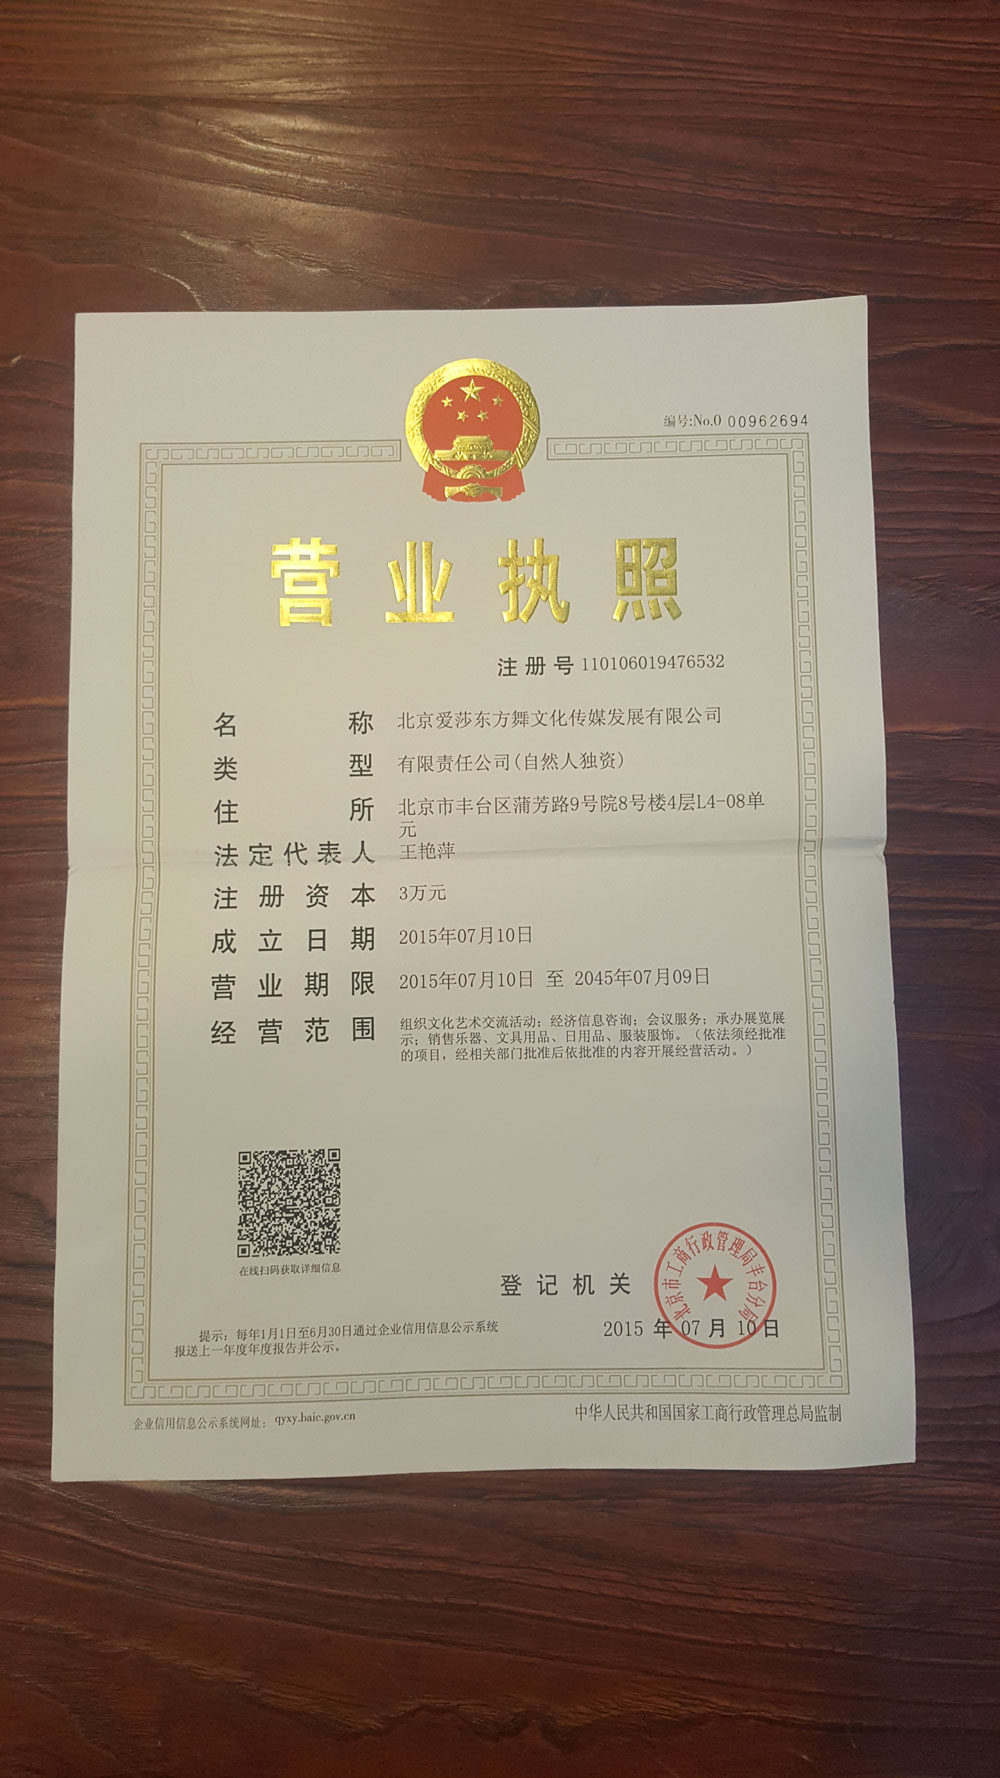 编号:No.0 00962694
营业执照
注册号110106019476532
名称 北京爱莎东方舞文化传媒发展有限公司
类型 有限责任公司(自然人独资)
住所 北京市丰台区蒲芳路9号院8号楼4层L4-08单
元
法定代表人 王艳萍
注册资本 3万元
成立日期 2015年07月10日
营业期限 2015年07月10日 至 2045年07月09日
经营范围 组织文化艺术交流活动；经济信息咨询；会议服务；承办展览展
示；销售乐器、文具用品、日用品、服装服饰。（依法须经批准
的项目，经相关部门批准后依批准的内容开展经营活动。）
在线扫码获取详细信息
登记机关
北京市工商行政管理局丰台分局
2015 年 07 月 10 日
提示：每年1月1日至6月30日通过企业信用信息公示系统
报送上一年度年度报告并公示。
企业信用信息公示系统网址： qyxy.baic.gov.cn
中华人民共和国国家工商行政管理总局监制